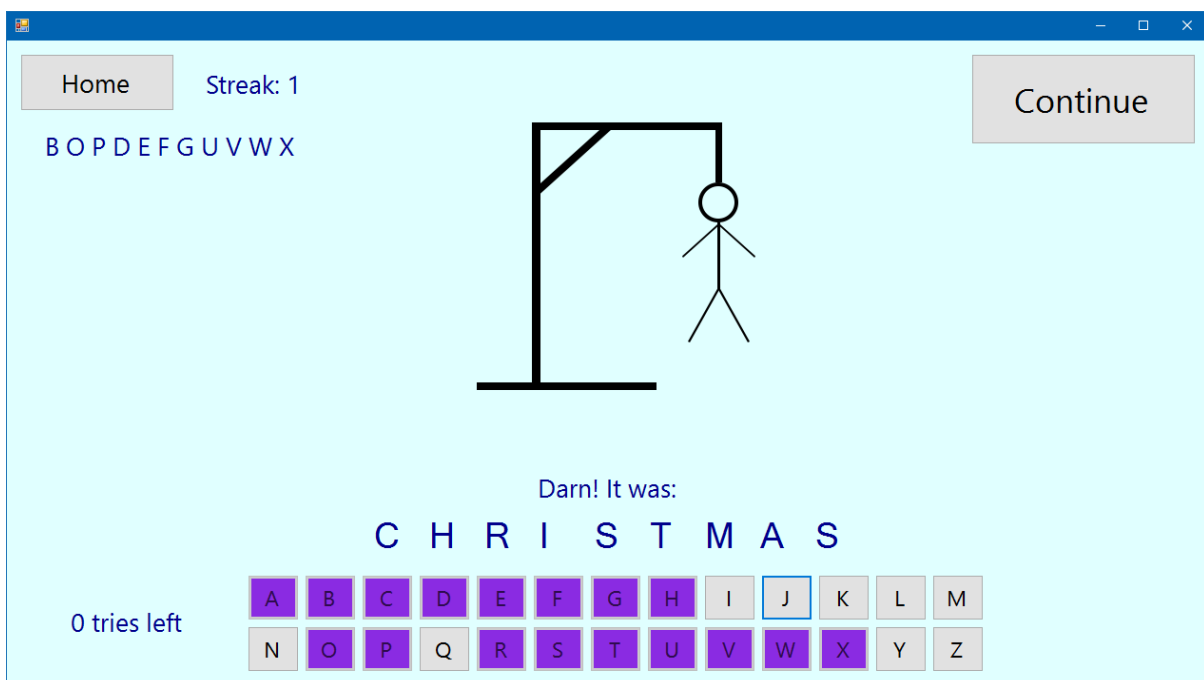 Home
Streak: 1
Continue
B O P D E F G U V W X
Darn! It was:
C H R I S T M A S
A B C D E F G H I J K L M
0 tries left
N O P Q R S T U V W X Y Z